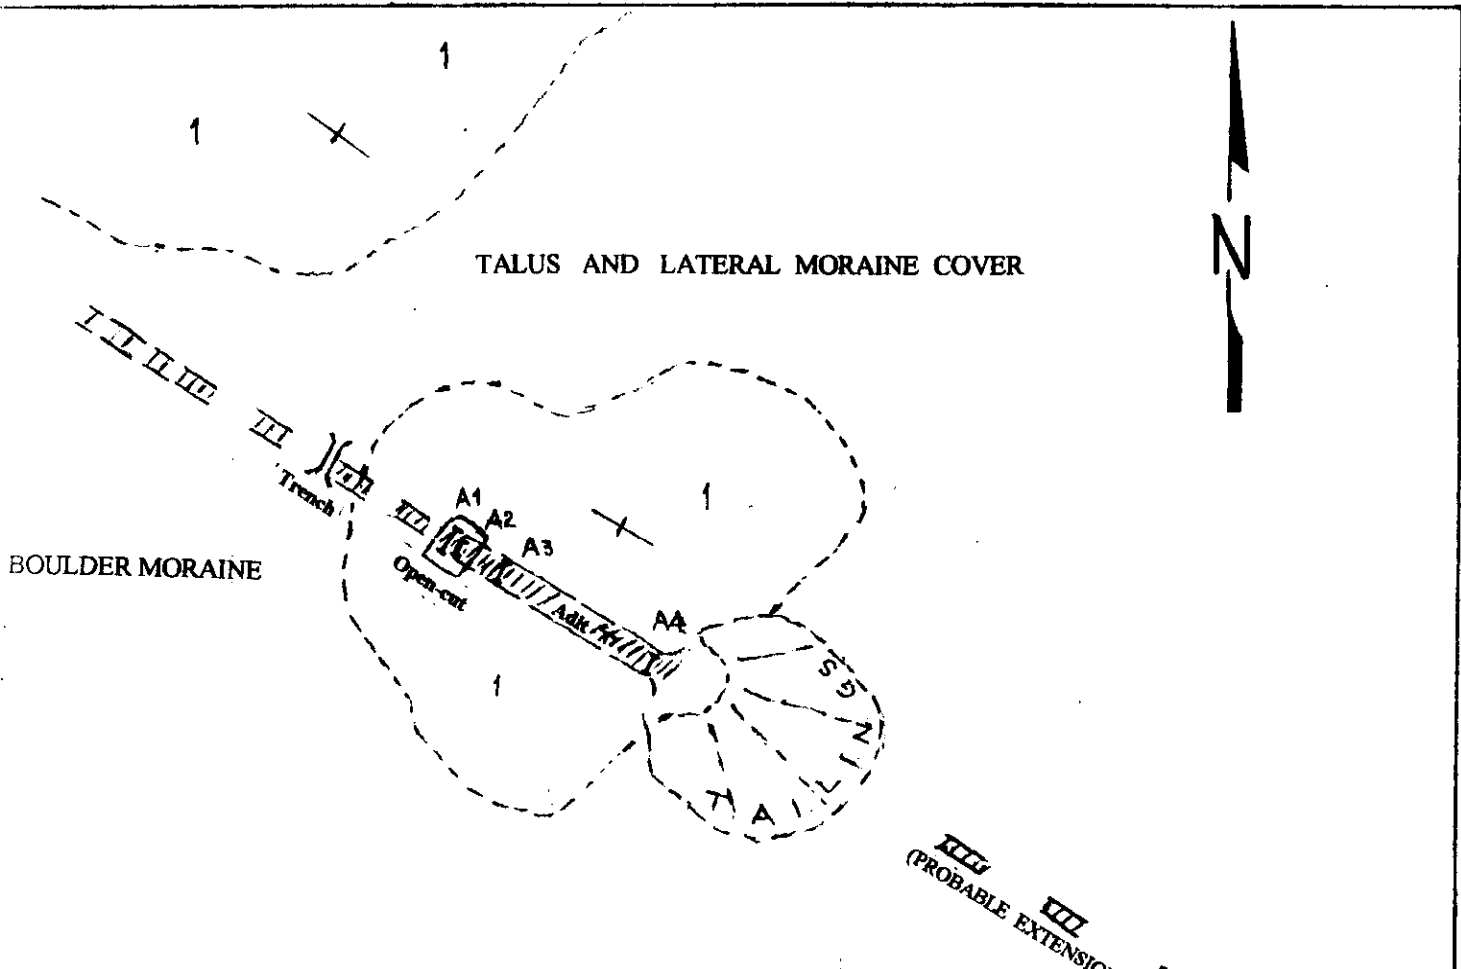 1
1
N
TALUS AND LATERAL MORAINE COVER
Trench
A1
A2
A3
1
BOULDER MORAINE
Open-cut
Adit
A4
1
TAILINGS
(PROBABLE EXTENSION